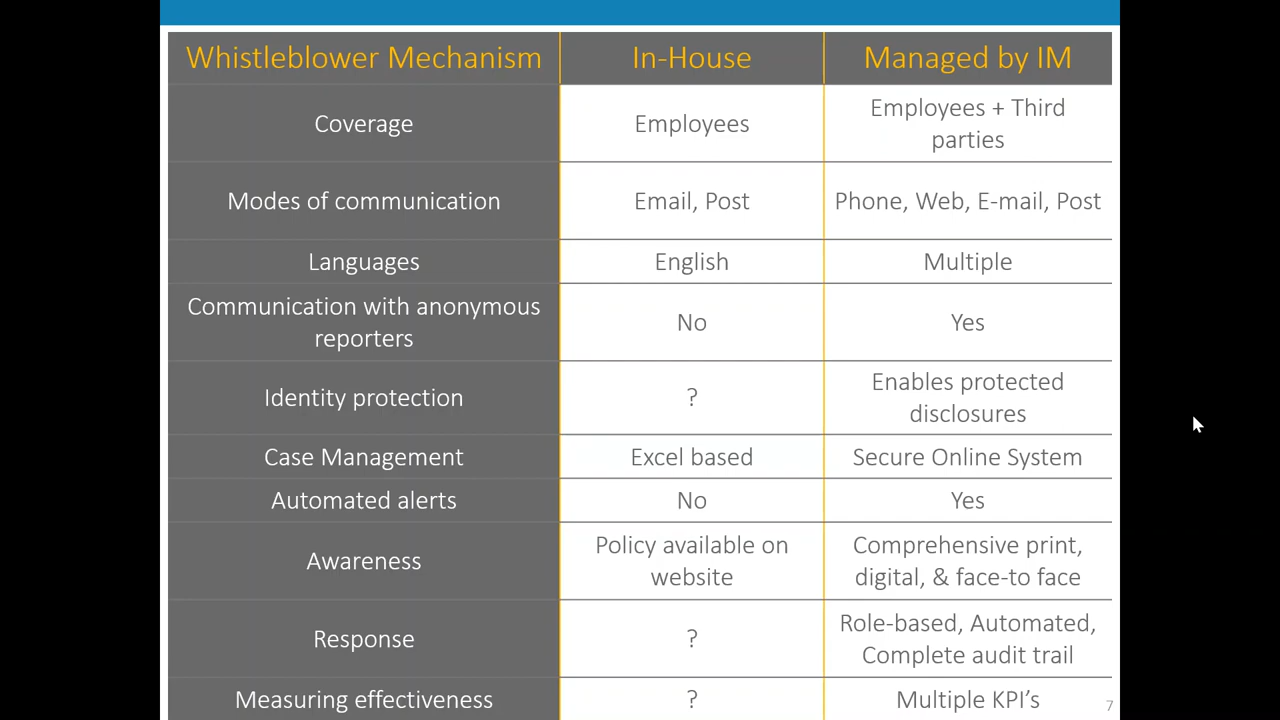 Whistleblower Mechanism In-House Managed by IM
Coverage Employees Employees + Third
parties
Modes of communication Email, Post Phone, Web, E-mail, Post
Languages English Multiple
Communication with anonymous
reporters No Yes
Identity protection ? Enables protected
disclosures
Case Management Excel based Secure Online System
Automated alerts No Yes
Awareness Policy available on
website Comprehensive print,
digital, & face-to face
Response ? Role-based, Automated,
Complete audit trail
Measuring effectiveness ? Multiple KPI's
7